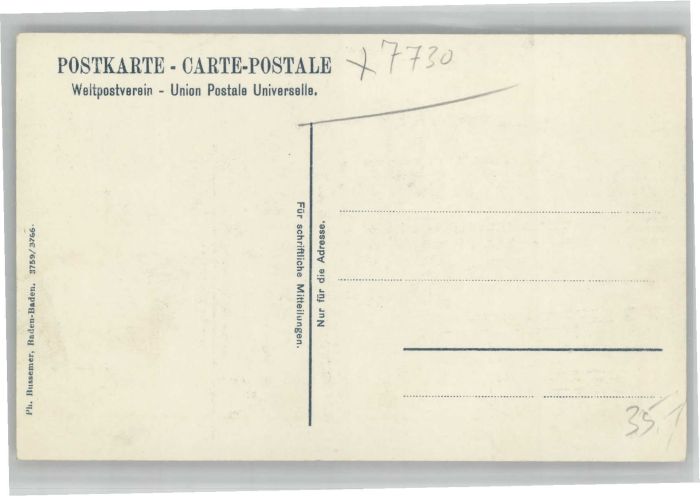 POSTKARTE - CARTE-POSTALE
Weltpostverein - Union Postale Universelle.
x 7730
Für schriftliche Mitteilungen.
Nur für die Adresse.
Ph. Bussemer, Baden-Baden. 3759/3766.
35.-